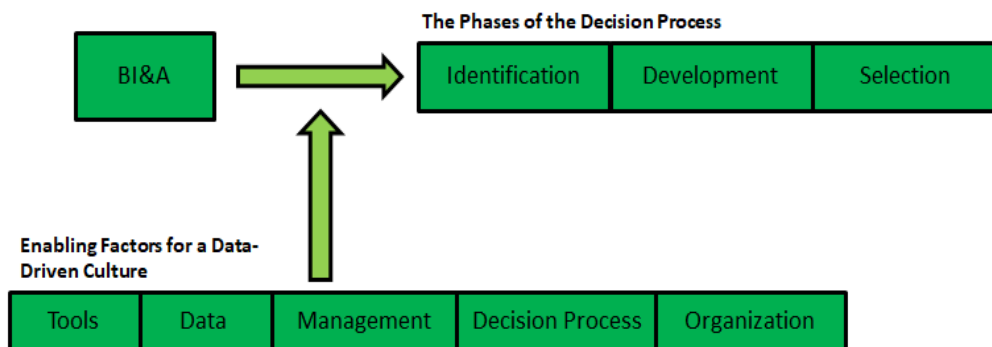 The Phases of the Decision Process
BI&A
Identification
Development
Selection
Enabling Factors for a Data-
Driven Culture
Tools
Data
Management
Decision Process
Organization